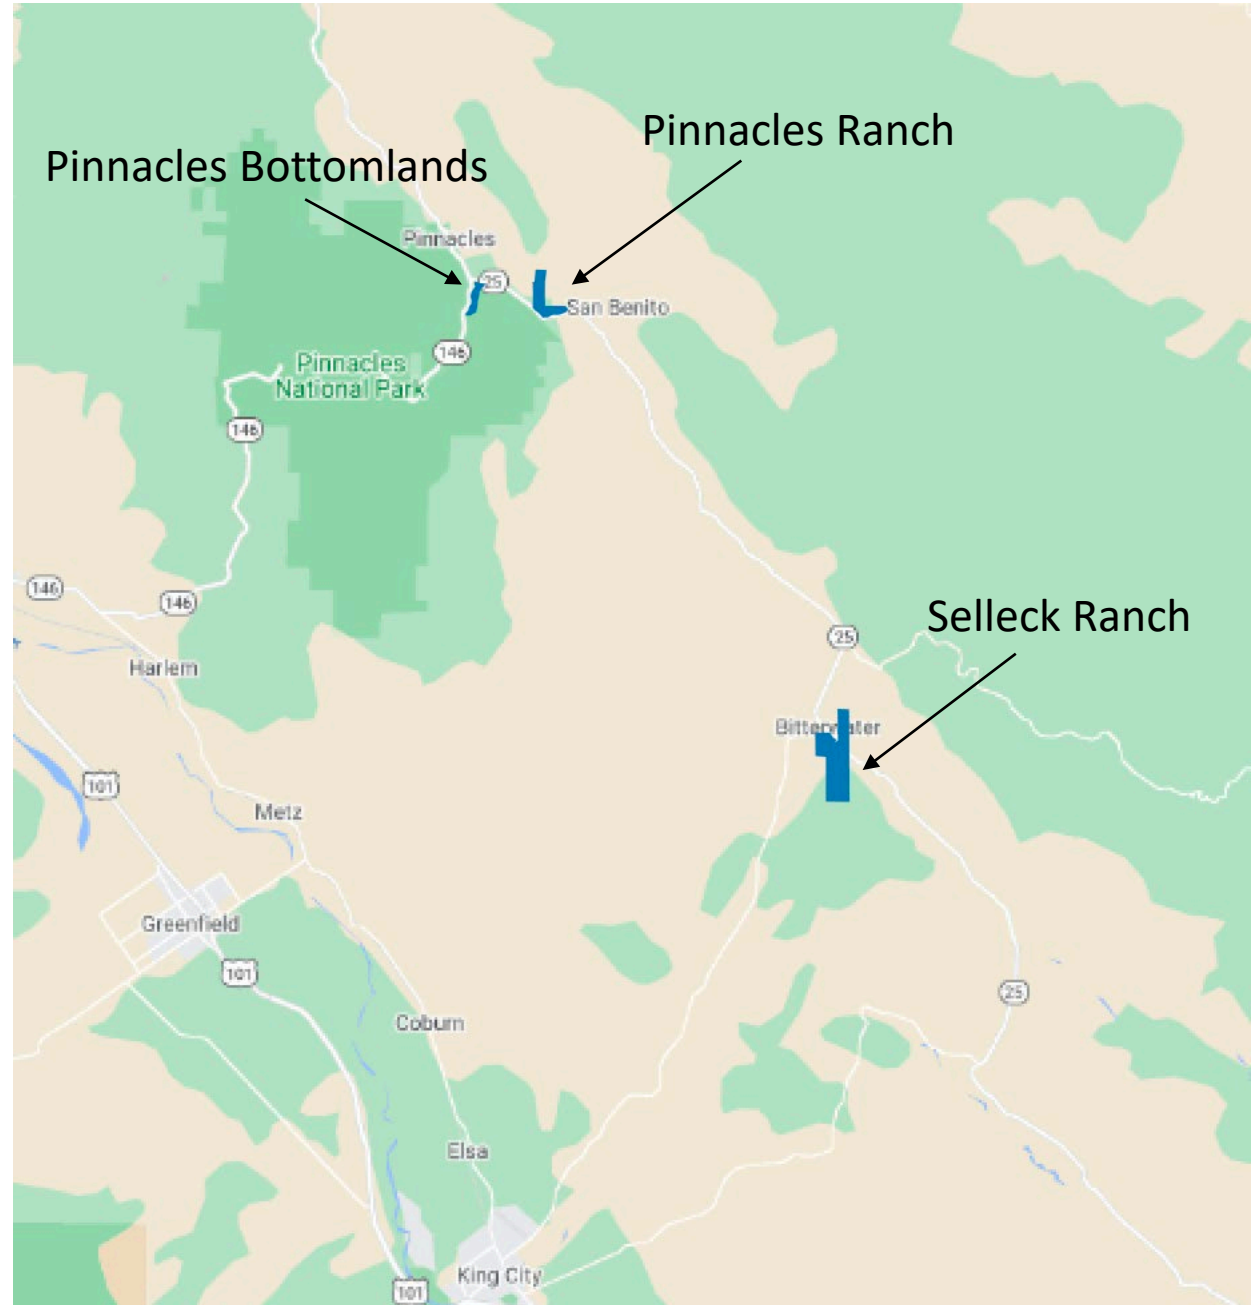 Pinnacles Ranch
Pinnacles Bottomlands
Pinnacles
25
San Benito
146
Pinnacles
National Park
146
146
146
25
Selleck Ranch
Harlem
Bitterwater
101
Metz
Greenfield
101
25
Coburn
Elsa
King City
101